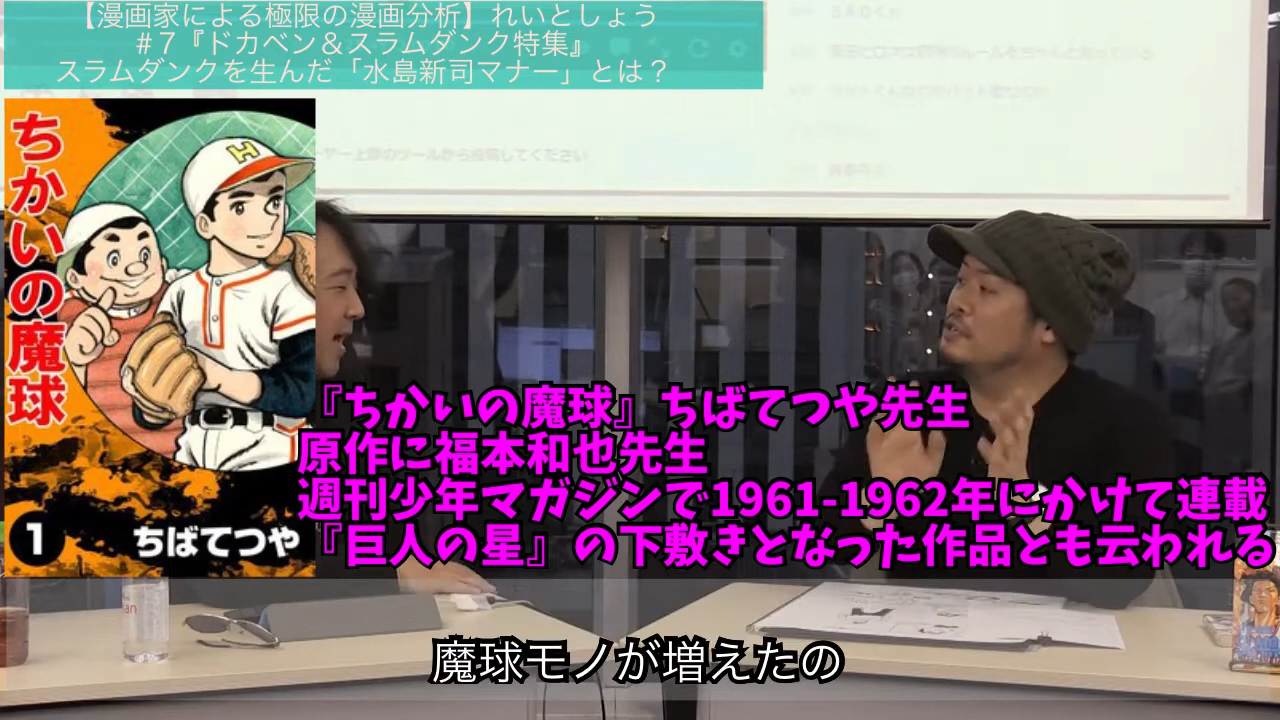 【漫画家による極限の漫画分析】れいとしょう
#7『ドカベン&スラムダンク特集』
スラムダンクを生んだ「水島新司マナー」とは?
ちかいの魔球
H
1
ちばてつや
『ちかいの魔球』ちばてつや先生
原作に福本和也先生
週刊少年マガジンで1961-1962年にかけて連載
『巨人の星』の下敷きとなった作品とも云われる
魔球モノが増えたの